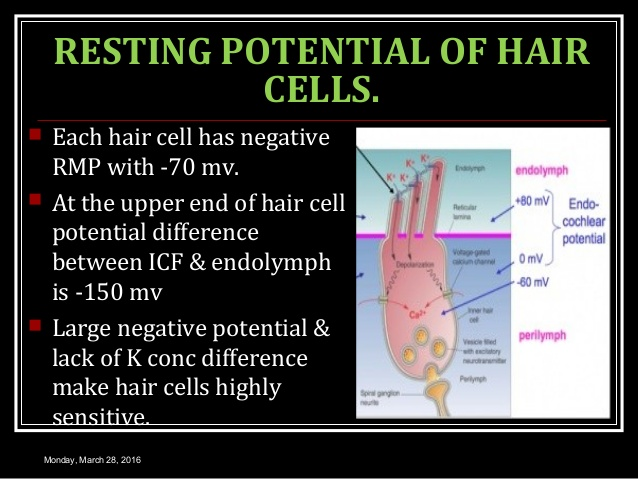 RESTING POTENTIAL OF HAIR
CELLS.
Each hair cell has negative
RMP with -70 mv.
At the upper end of hair cell
potential difference
between ICF & endolymph
is -150 mv
Large negative potential &
lack of K conc difference
make hair cells highly
sensitive.
K+ K+ K+ K+
Endolymph
Reticular
lamina
Voltage-gated
calcium channel
Depolarization
Ca2+
Inner hair
cell
Vesicle filled
with excitatory
neurotransmitter
Perilymph
Spiral ganglion
neurite
endolymph
+80 mV
Endo-
cochlear
potential
0 mV
-60 mV
perilymph
Monday, March 28, 2016